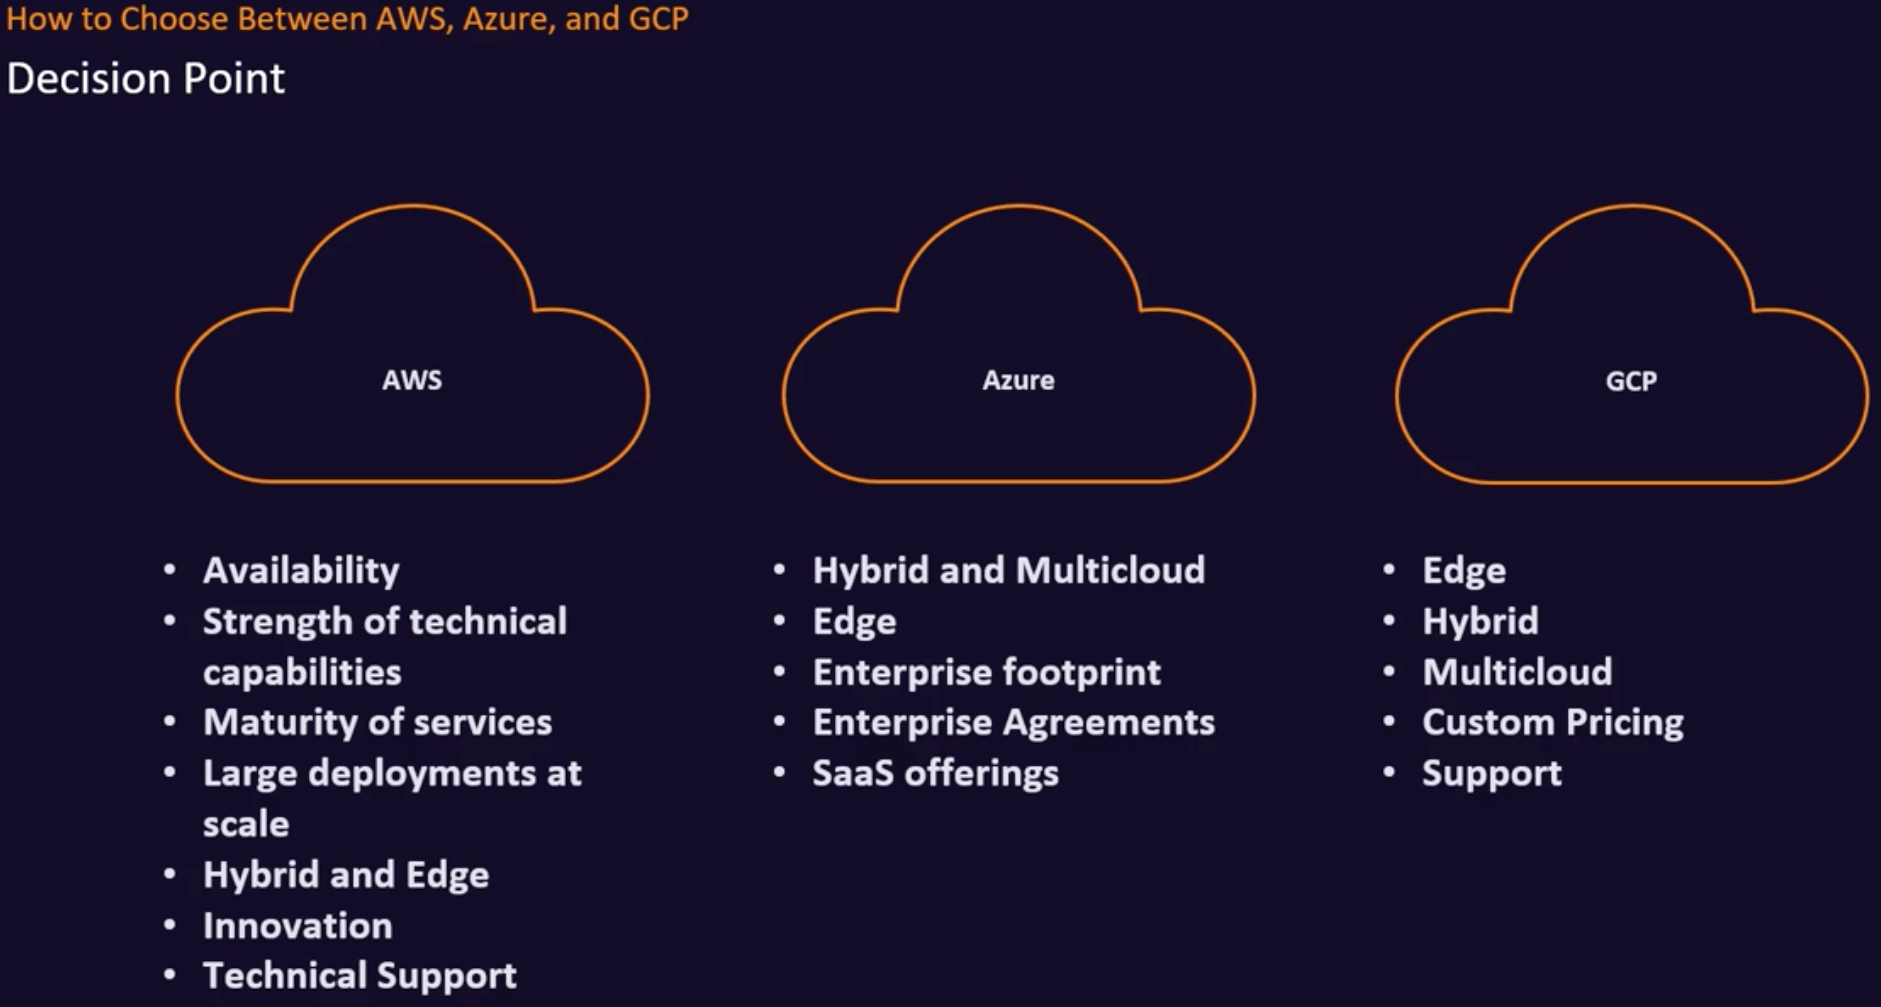 How to Choose Between AWS, Azure, and GCP
Decision Point
AWS
• Availability
• Strength of technical
capabilities
• Maturity of services
• Large deployments at
scale
• Hybrid and Edge
• Innovation
• Technical Support
Azure
• Hybrid and Multicloud
• Edge
• Enterprise footprint
• Enterprise Agreements
• SaaS offerings
GCP
• Edge
• Hybrid
• Multicloud
• Custom Pricing
• Support